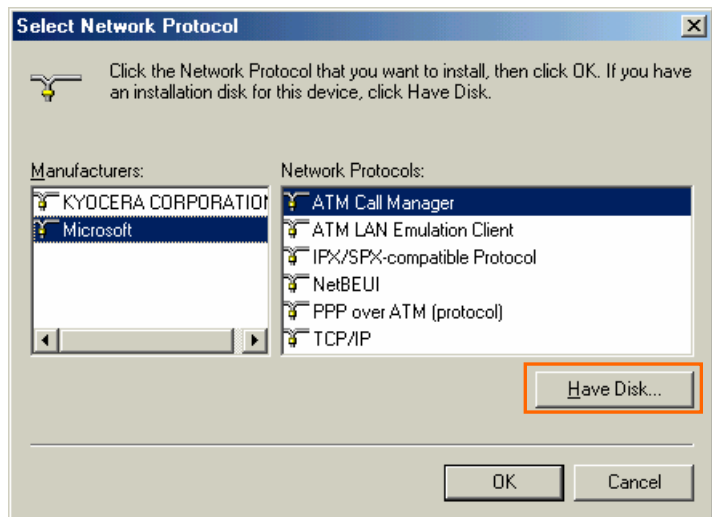 Select Network Protocol
Click the Network Protocol that you want to install, then click OK. If you have
an installation disk for this device, click Have Disk.
Manufacturers:
KYOCERA CORPORATION
Microsoft
Network Protocols:
ATM Call Manager
ATM LAN Emulation Client
IPX/SPX-compatible Protocol
NetBEUI
PPP over ATM (protocol)
TCP/IP
Have Disk...
OK
Cancel